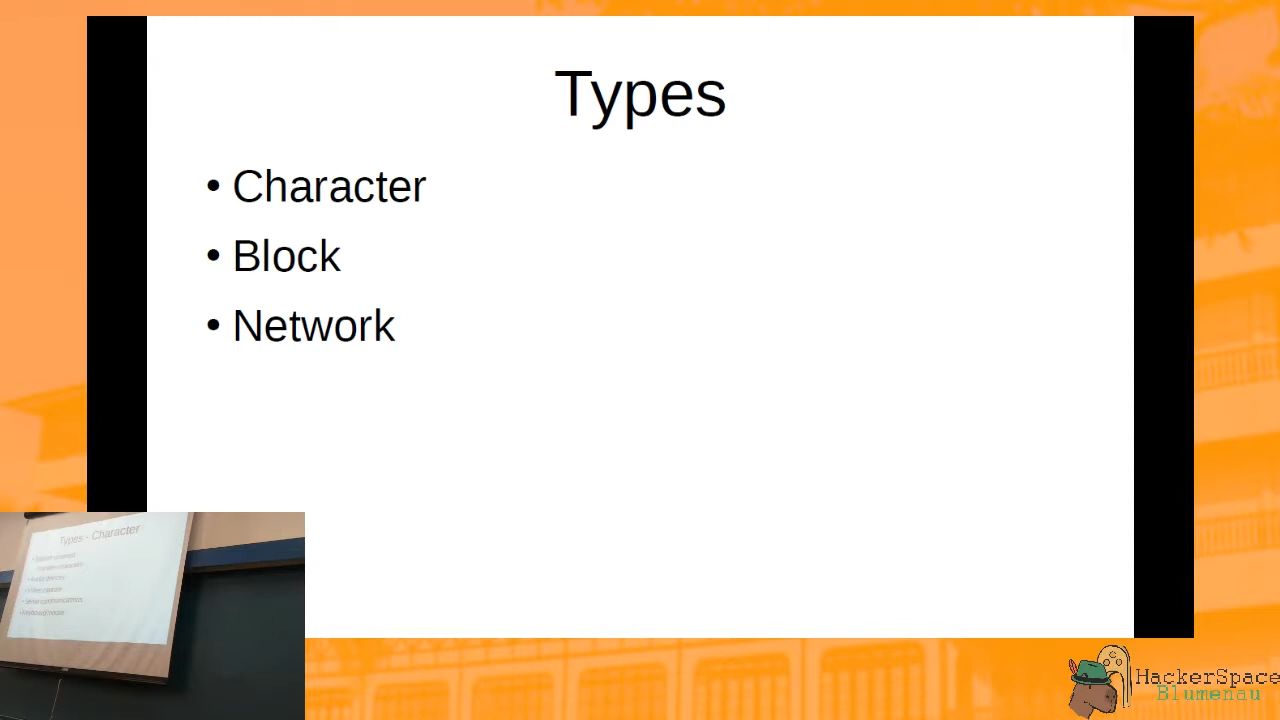 Types
• Character
• Block
• Network
Types - Character
HackerSpace
Blumenau